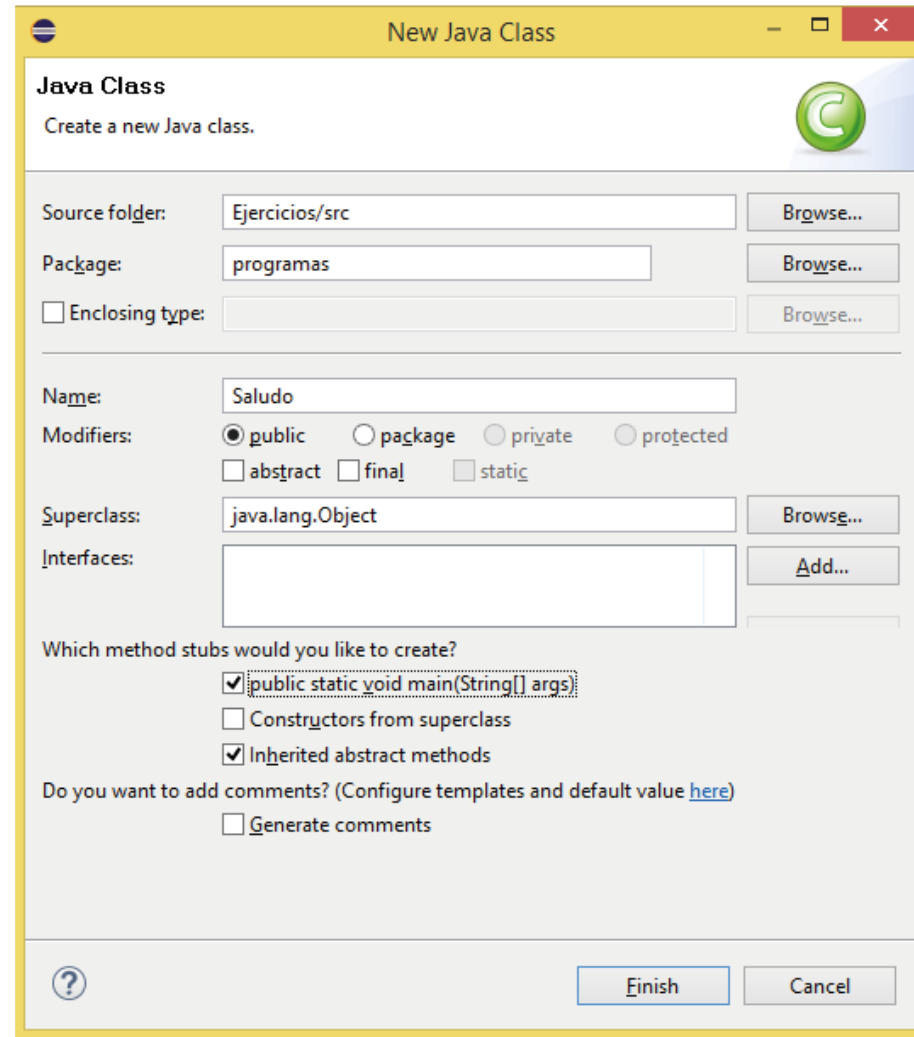 New Java Class
Java Class
Create a new Java class.
C
Source folder: Ejercicios/src Browse...
Package: programas Browse...
Enclosing type: Browse...
Name: Saludo
Modifiers: public package private protected
abstract final static
Superclass: java.lang.Object Browse...
Interfaces: Add...
Which method stubs would you like to create?
public static void main(String[] args)
Constructors from superclass
Inherited abstract methods
Do you want to add comments? (Configure templates and default value here)
Generate comments
? Finish Cancel